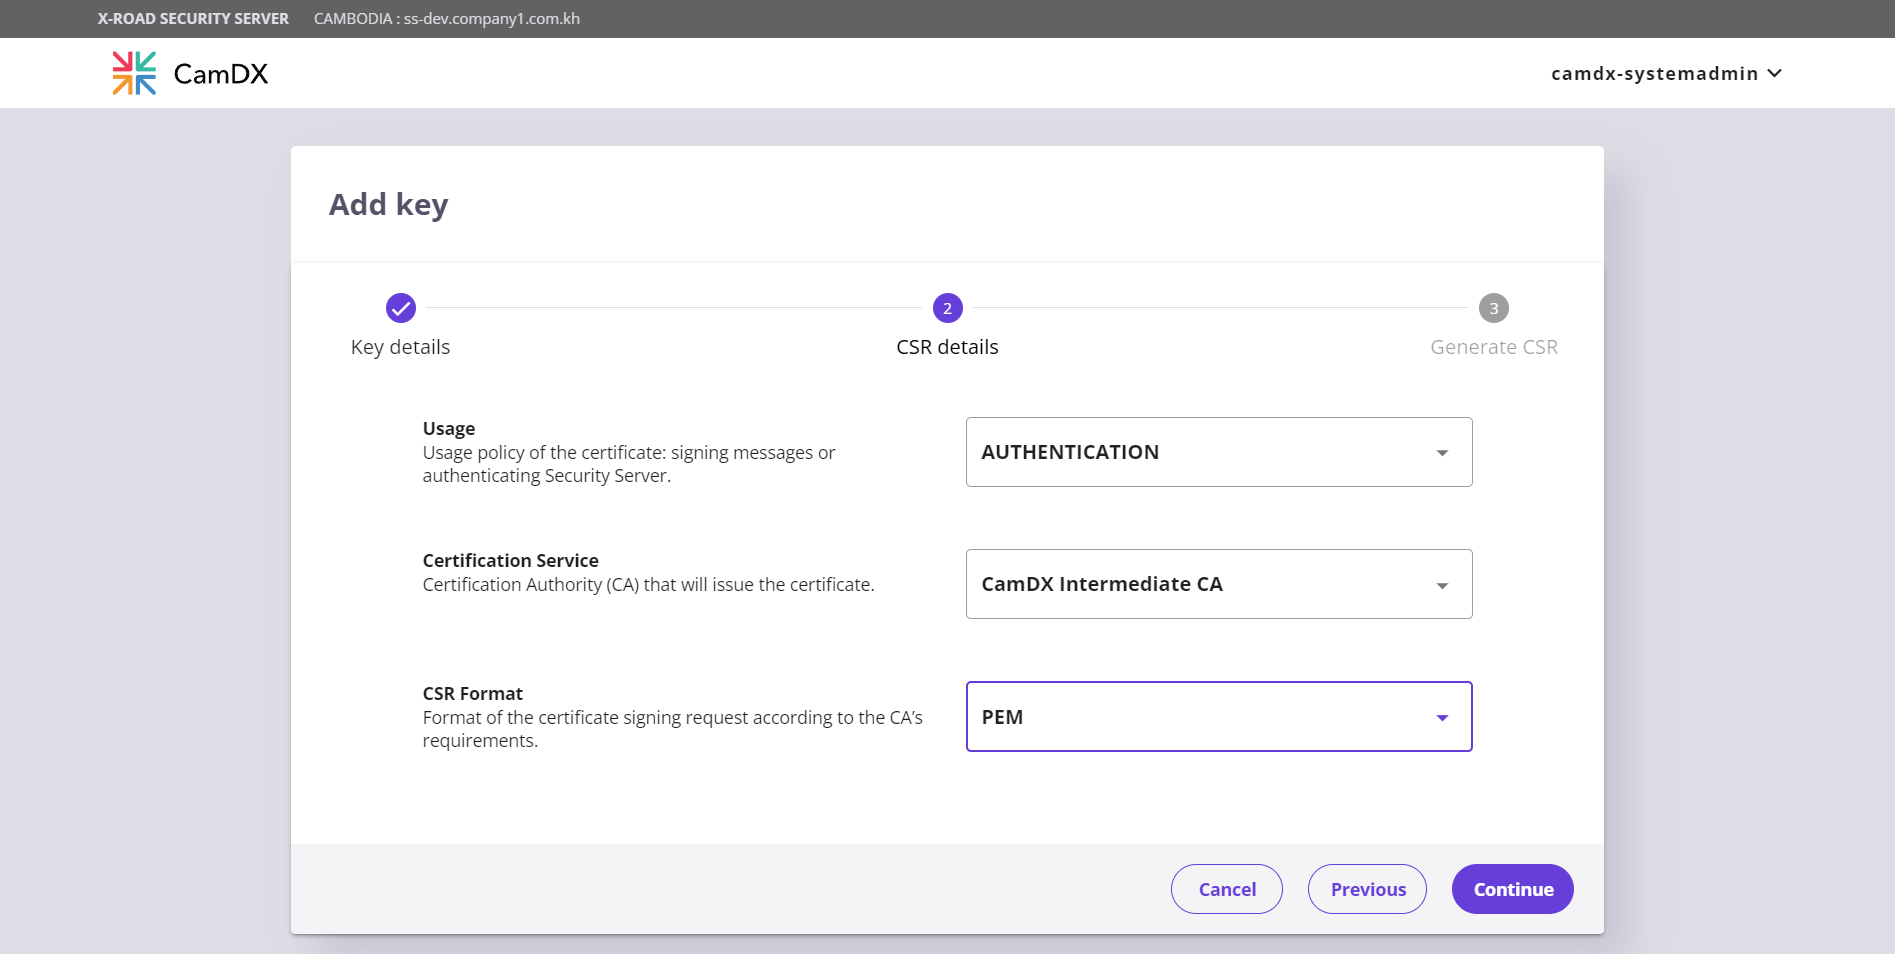 X-ROAD SECURITY SERVER CAMBODIA : ss-dev.company1.com.kh
CamDX
camdx-systemadmin
Add key
2
3
Key details
CSR details
Generate CSR
Usage
Usage policy of the certificate: signing messages or
authenticating Security Server.
AUTHENTICATION
Certification Service
Certification Authority (CA) that will issue the certificate.
CamDX Intermediate CA
CSR Format
Format of the certificate signing request according to the CA’s
requirements.
PEM
Cancel
Previous
Continue